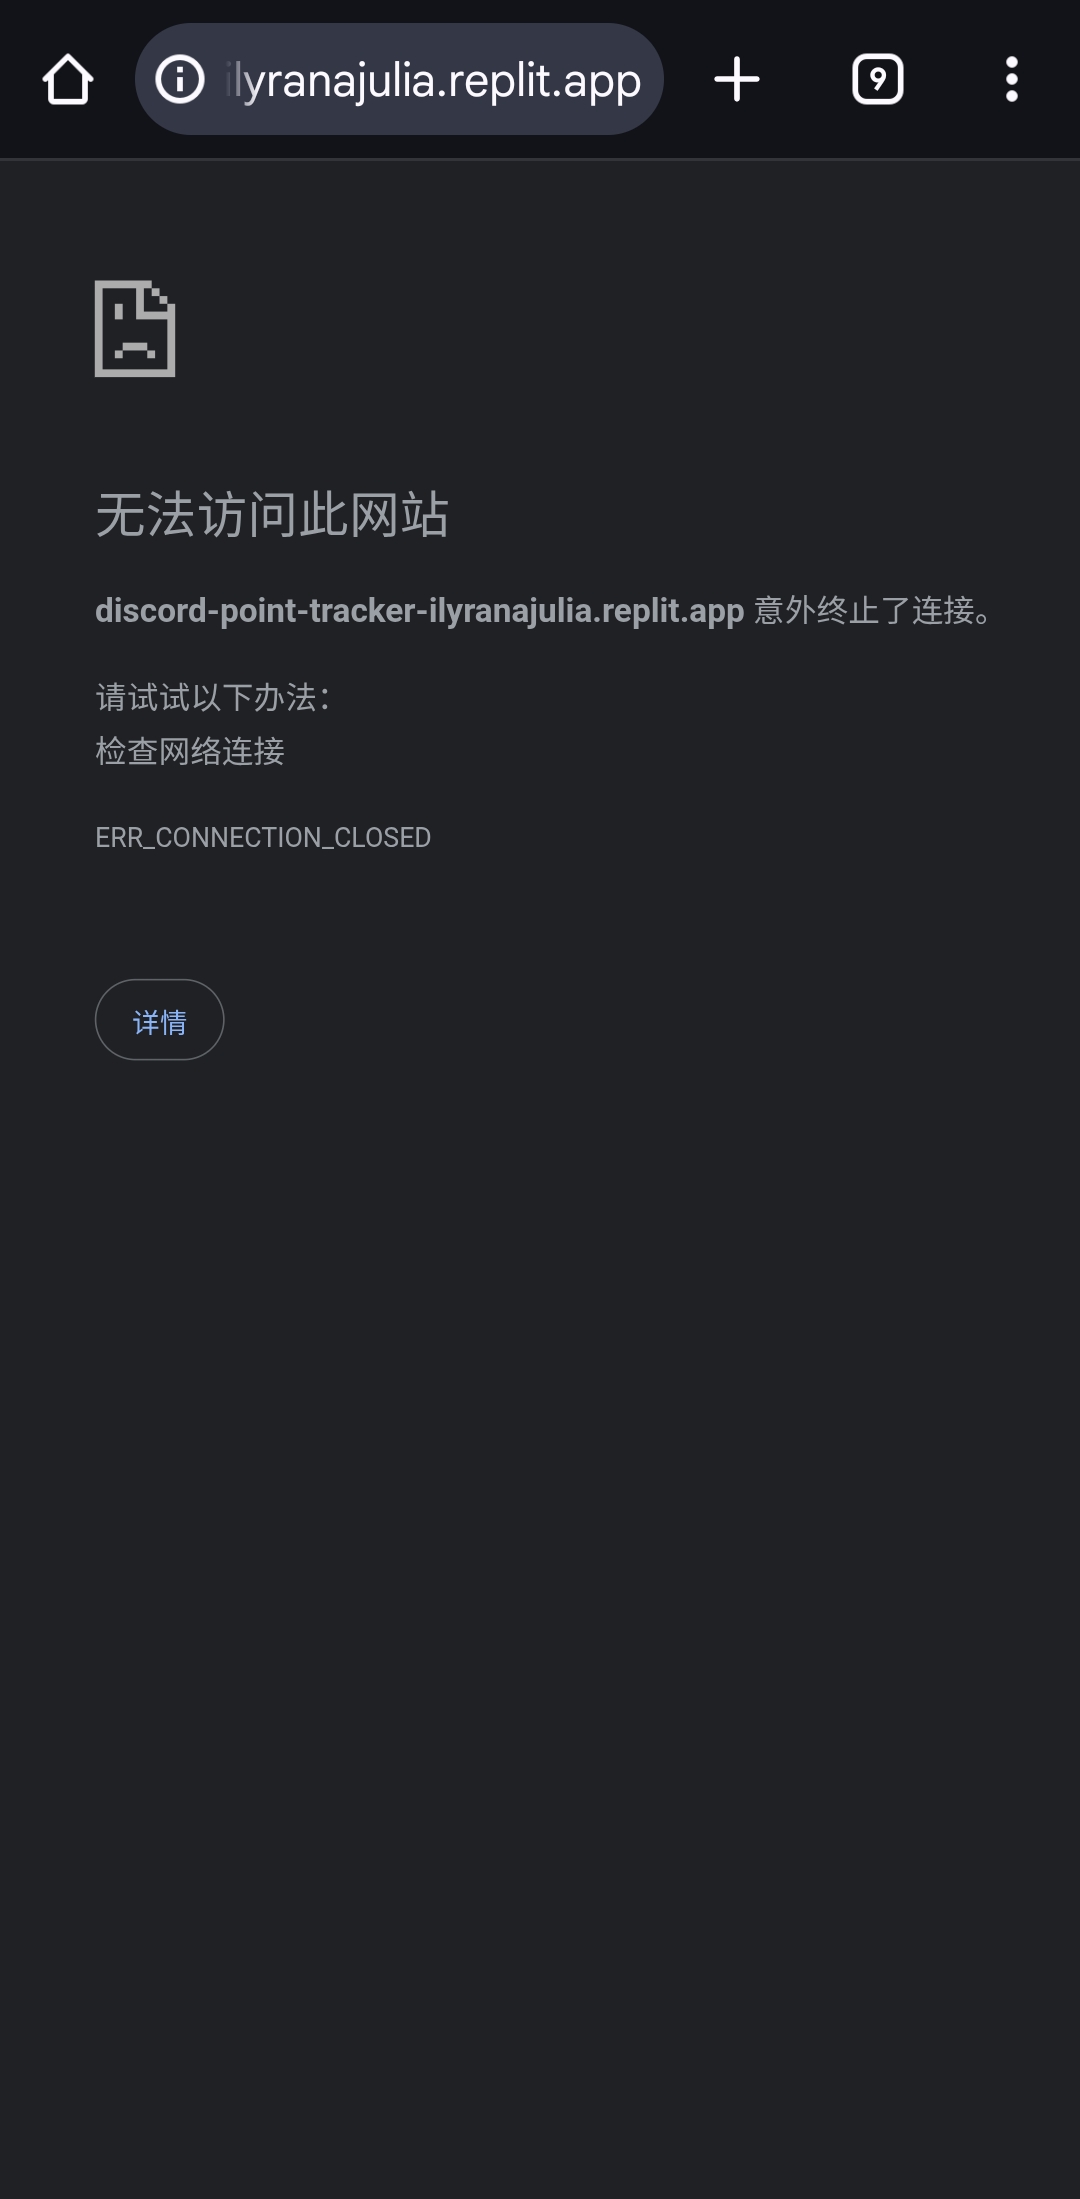 ilyranajulia.replit.app
9
无法访问此网站
discord-point-tracker-ilyranajulia.replit.app 意外终止了连接。
请试试以下办法：
检查网络连接
ERR_CONNECTION_CLOSED
详情